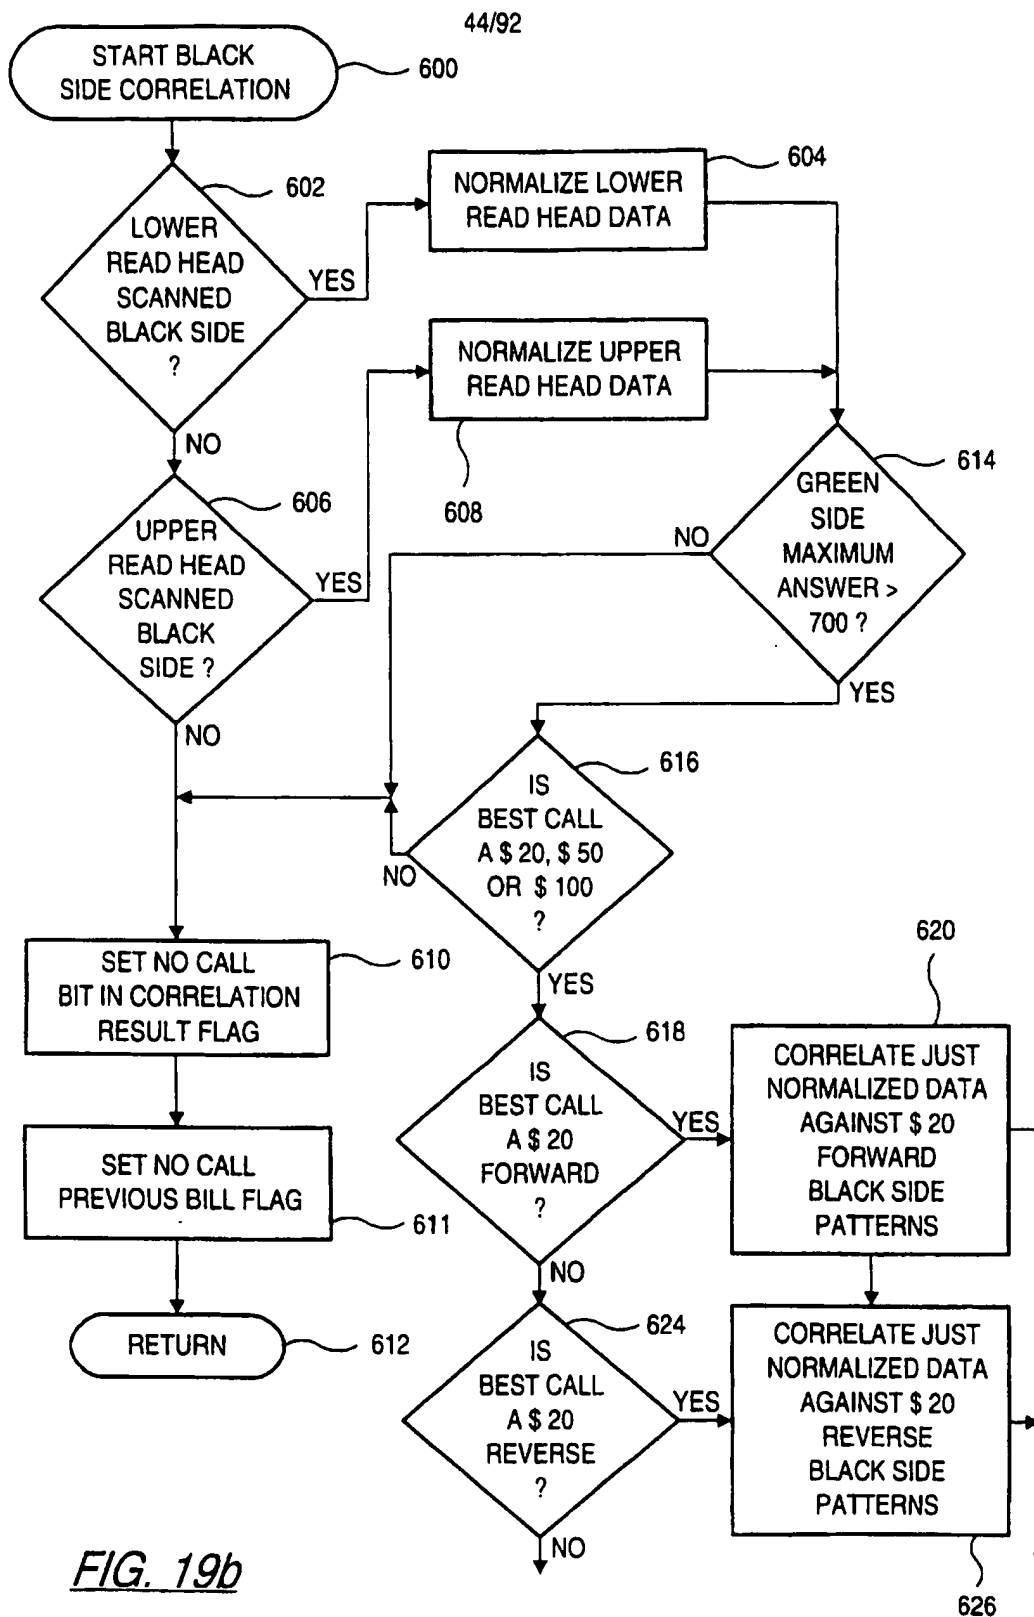 44/92
START BLACK
SIDE CORRELATION
600
602
LOWER
READ HEAD
SCANNED
BLACK SIDE
?
YES
NO
NORMALIZE LOWER
READ HEAD DATA
604
NORMALIZE UPPER
READ HEAD DATA
608
606
UPPER
READ HEAD
SCANNED
BLACK
SIDE ?
YES
NO
614
GREEN
SIDE
MAXIMUM
ANSWER >
700 ?
NO
YES
616
IS
BEST CALL
A $ 20, $ 50
OR $ 100
?
NO
YES
SET NO CALL
BIT IN CORRELATION
RESULT FLAG
610
SET NO CALL
PREVIOUS BILL FLAG
611
RETURN
612
618
IS
BEST CALL
A $ 20
FORWARD
?
YES
NO
620
CORRELATE JUST
NORMALIZED DATA
AGAINST $ 20
FORWARD
BLACK SIDE
PATTERNS
624
IS
BEST CALL
A $ 20
REVERSE
?
YES
NO
CORRELATE JUST
NORMALIZED DATA
AGAINST $ 20
REVERSE
BLACK SIDE
PATTERNS
626
FIG. 19b